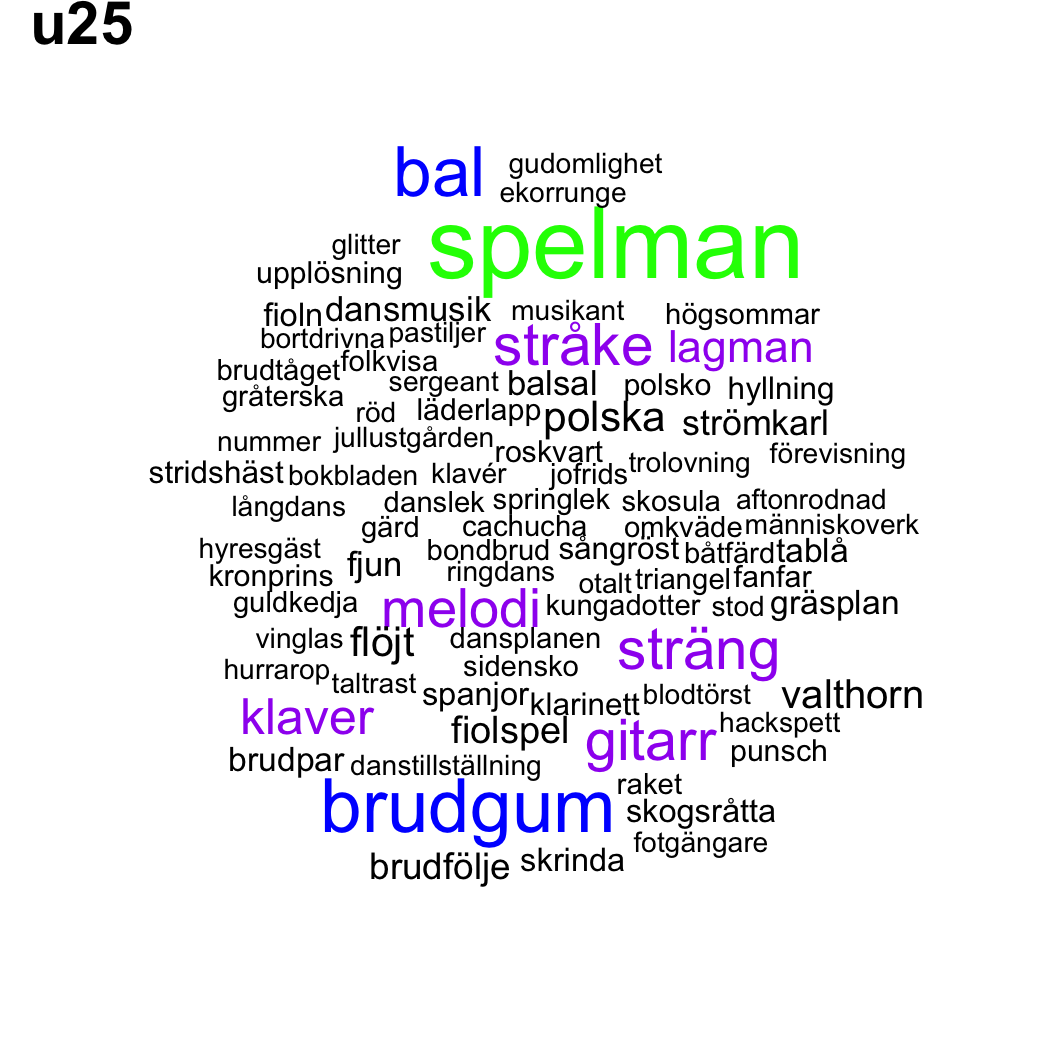 u25
bal gudomlighet
ekorrunge
spelman
glitter
upplösning
fioln dansmusik musikant högsommar
bortdrivna pastiljer stråke lagman
brudtåget folkvisa
sergeant balsal polsko hyllning
gråterska
röd läderlapp polska strömkarl
nummer jullustgården roskvart förevisning
stridshäst bokbladen klavér jofrids trolovning
långdans danslek springlek skosula aftonrodnad
gärd cachucha omkväde människoverk
hyresgäst fjun bondbrud sångröst båtfärd tablå
kronprins ringdans otalt triangel fanfar
guldkedja melodi kungadotter stod gräsplan
vinglas flöjt dansplanen sträng
hurrarop sidensko
taltrast spanjor klarinett blodtörst valthorn
klaver fiolspel gitarr hackspett
brudpar danstillställning punsch
brudgum raket
skogsråtta
fotgängare
brudfölje skrinda